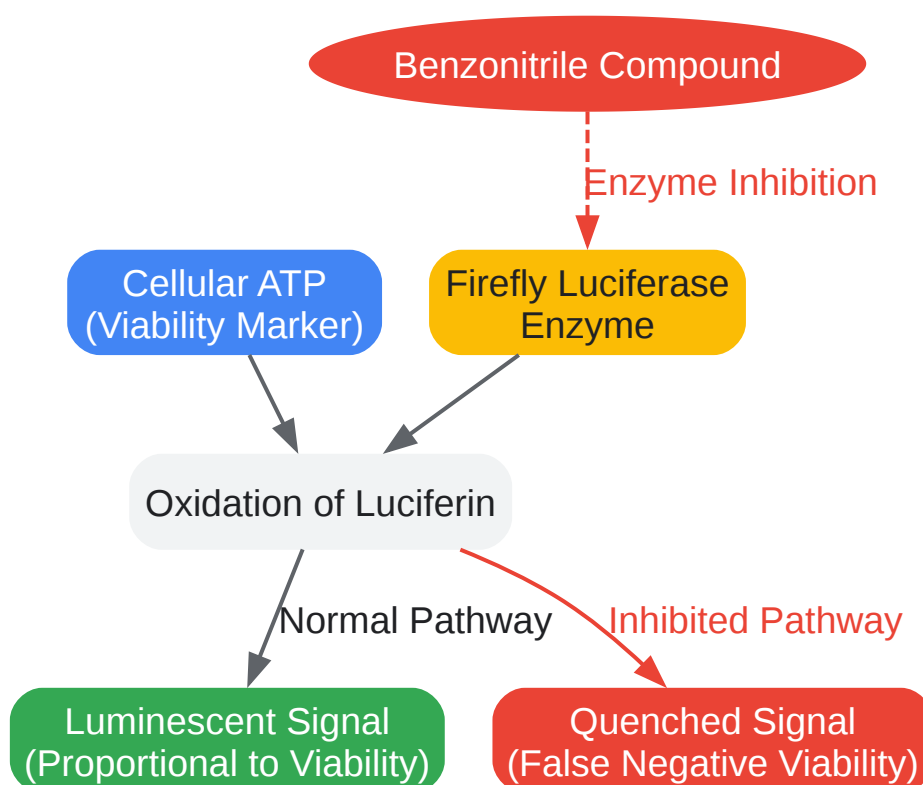 Benzonitrile Compound
Enzyme Inhibition
Cellular ATP
(Viability Marker)
Firefly Luciferase
Enzyme
Oxidation of Luciferin
Normal Pathway
Inhibited Pathway
Luminescent Signal
(Proportional to Viability)
Quenched Signal
(False Negative Viability)